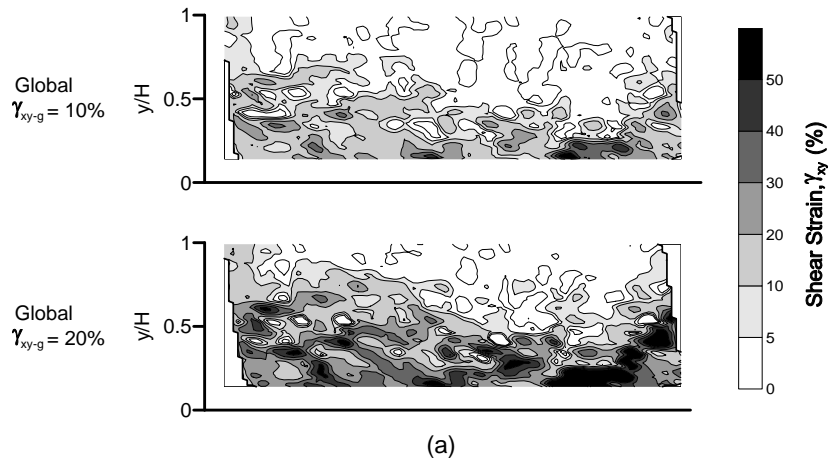 1
0.5
0
y/H
Global
γxy-g = 10%
1
0.5
0
y/H
Global
γxy-g = 20%
50
40
30
20
10
5
0
Shear Strain, γxy (%)
(a)